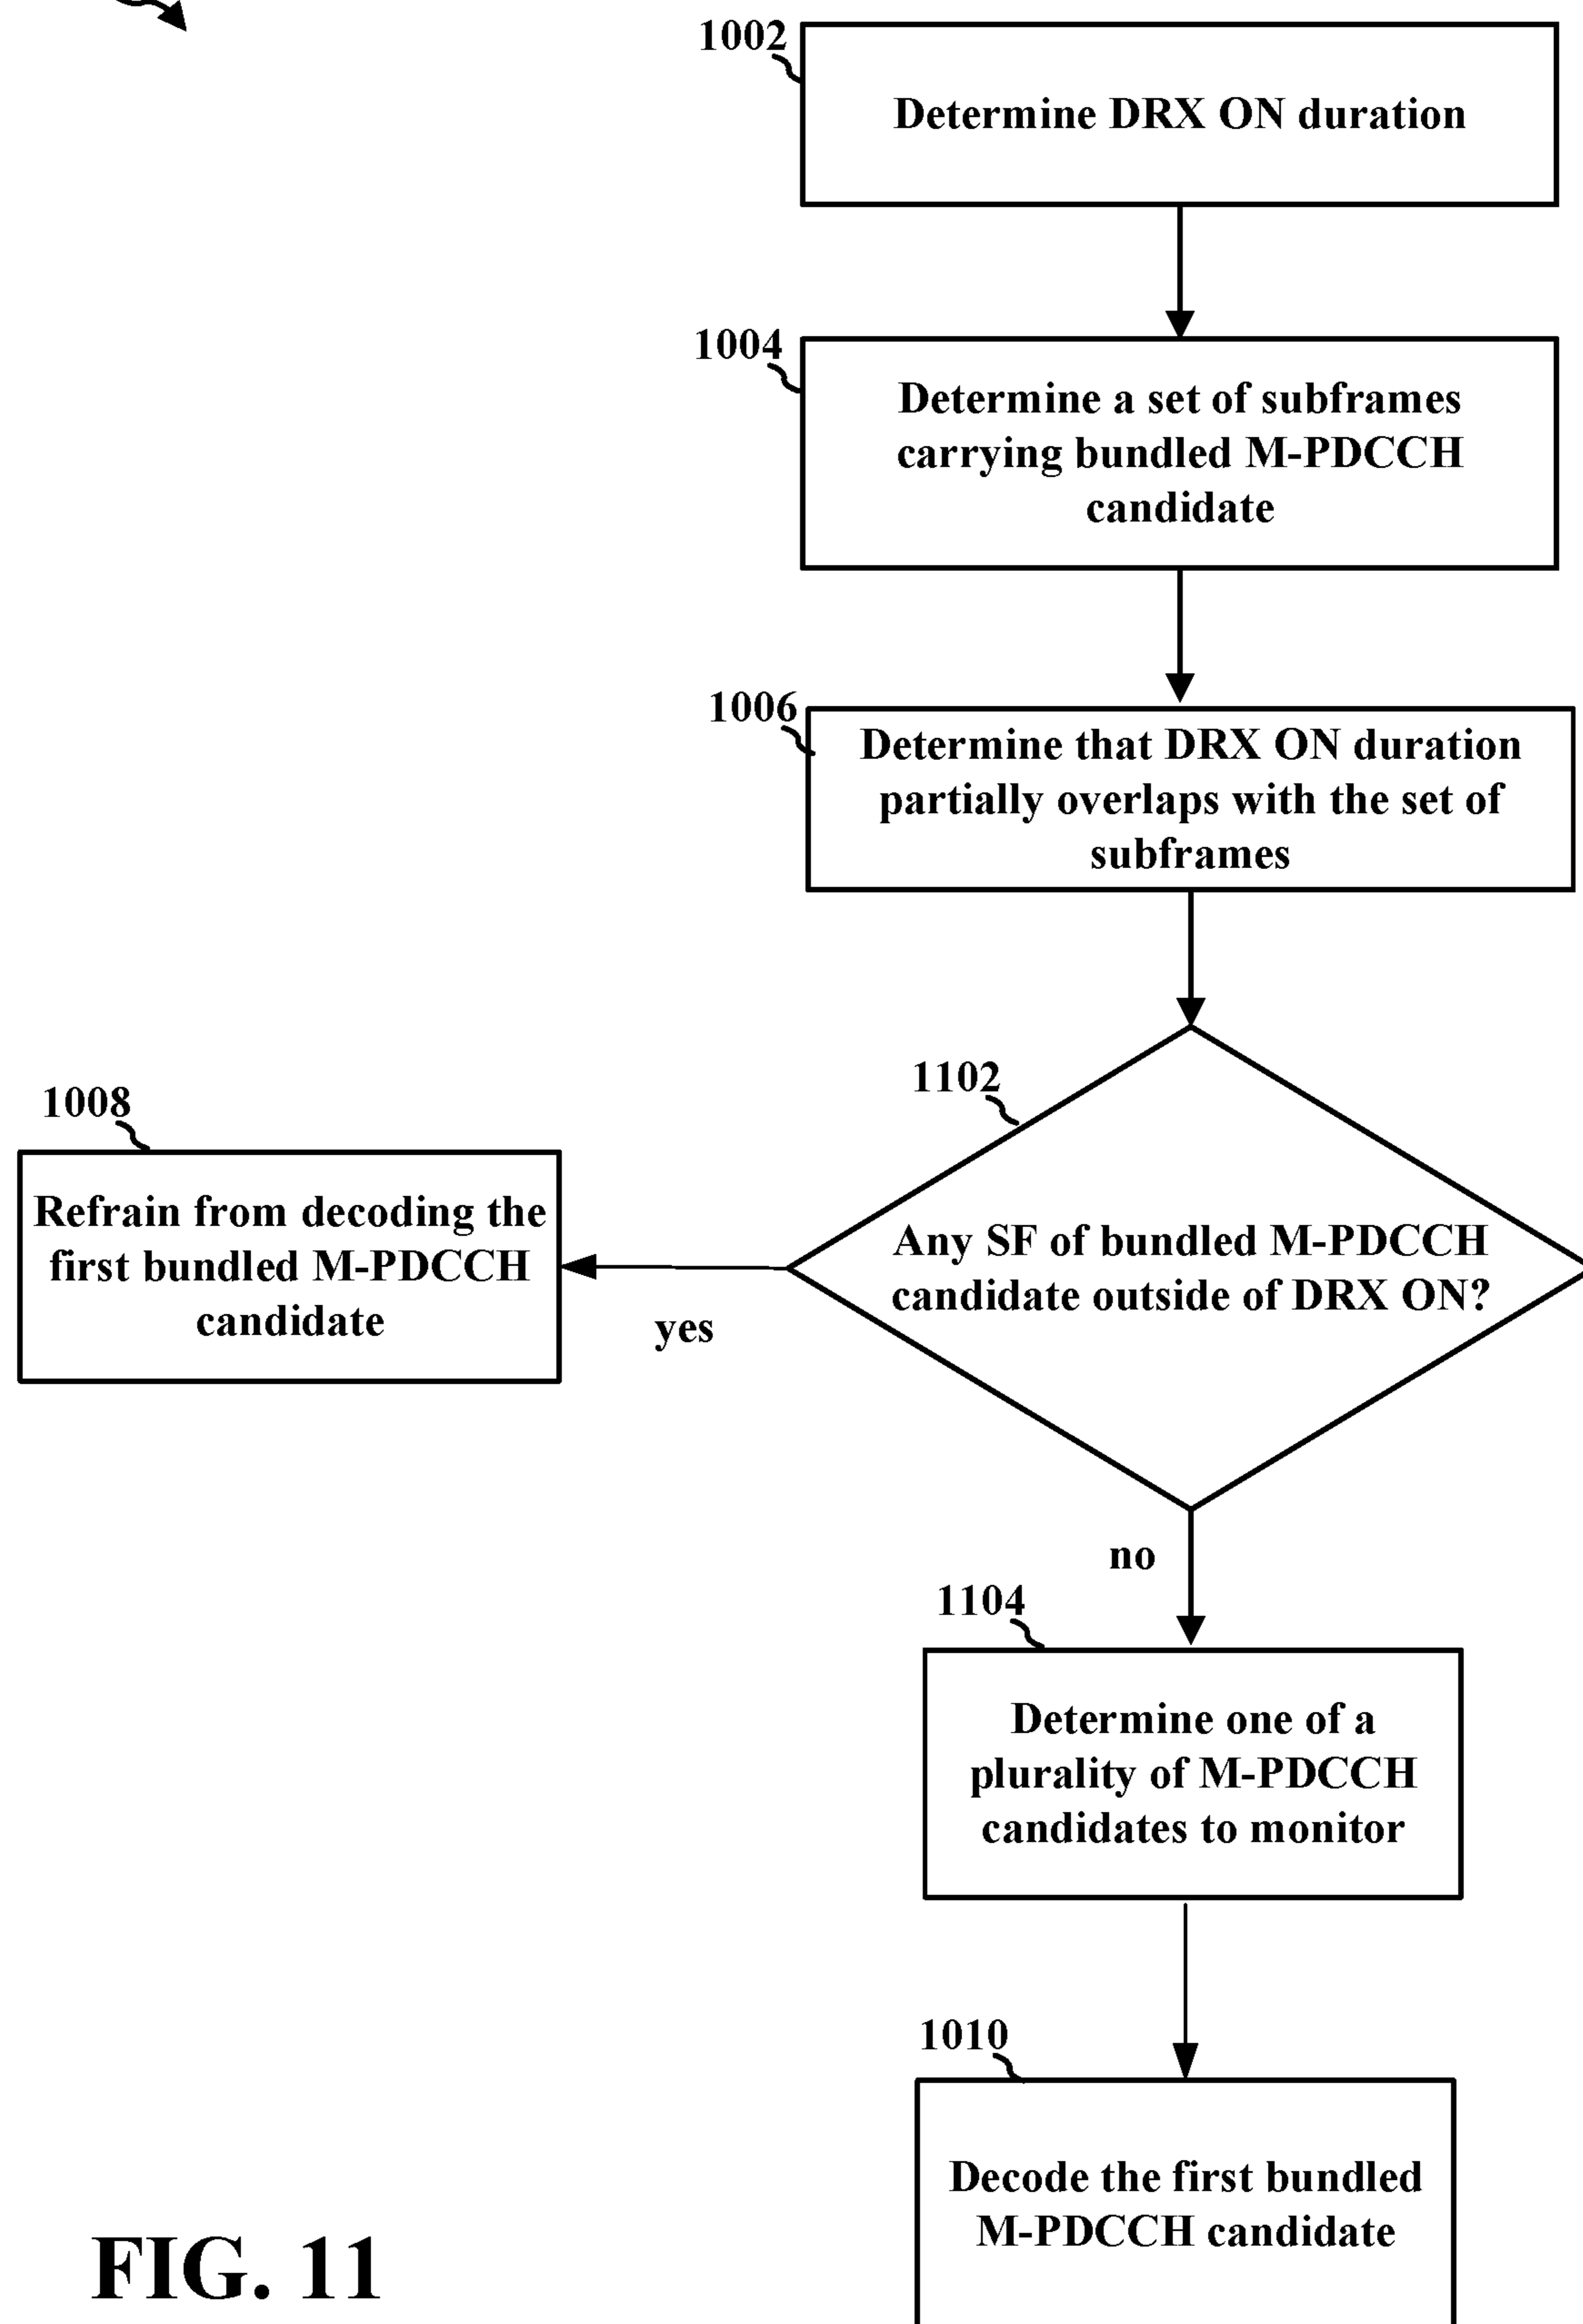 1002
Determine DRX ON duration
1004
Determine a set of subframes
carrying bundled M-PDCCH
candidate
1006
Determine that DRX ON duration
partially overlaps with the set of
subframes
1102
Any SF of bundled M-PDCCH
candidate outside of DRX ON?
1008
Refrain from decoding the
first bundled M-PDCCH
candidate
yes
no
1104
Determine one of a
plurality of M-PDCCH
candidates to monitor
1010
Decode the first bundled
M-PDCCH candidate
FIG. 11